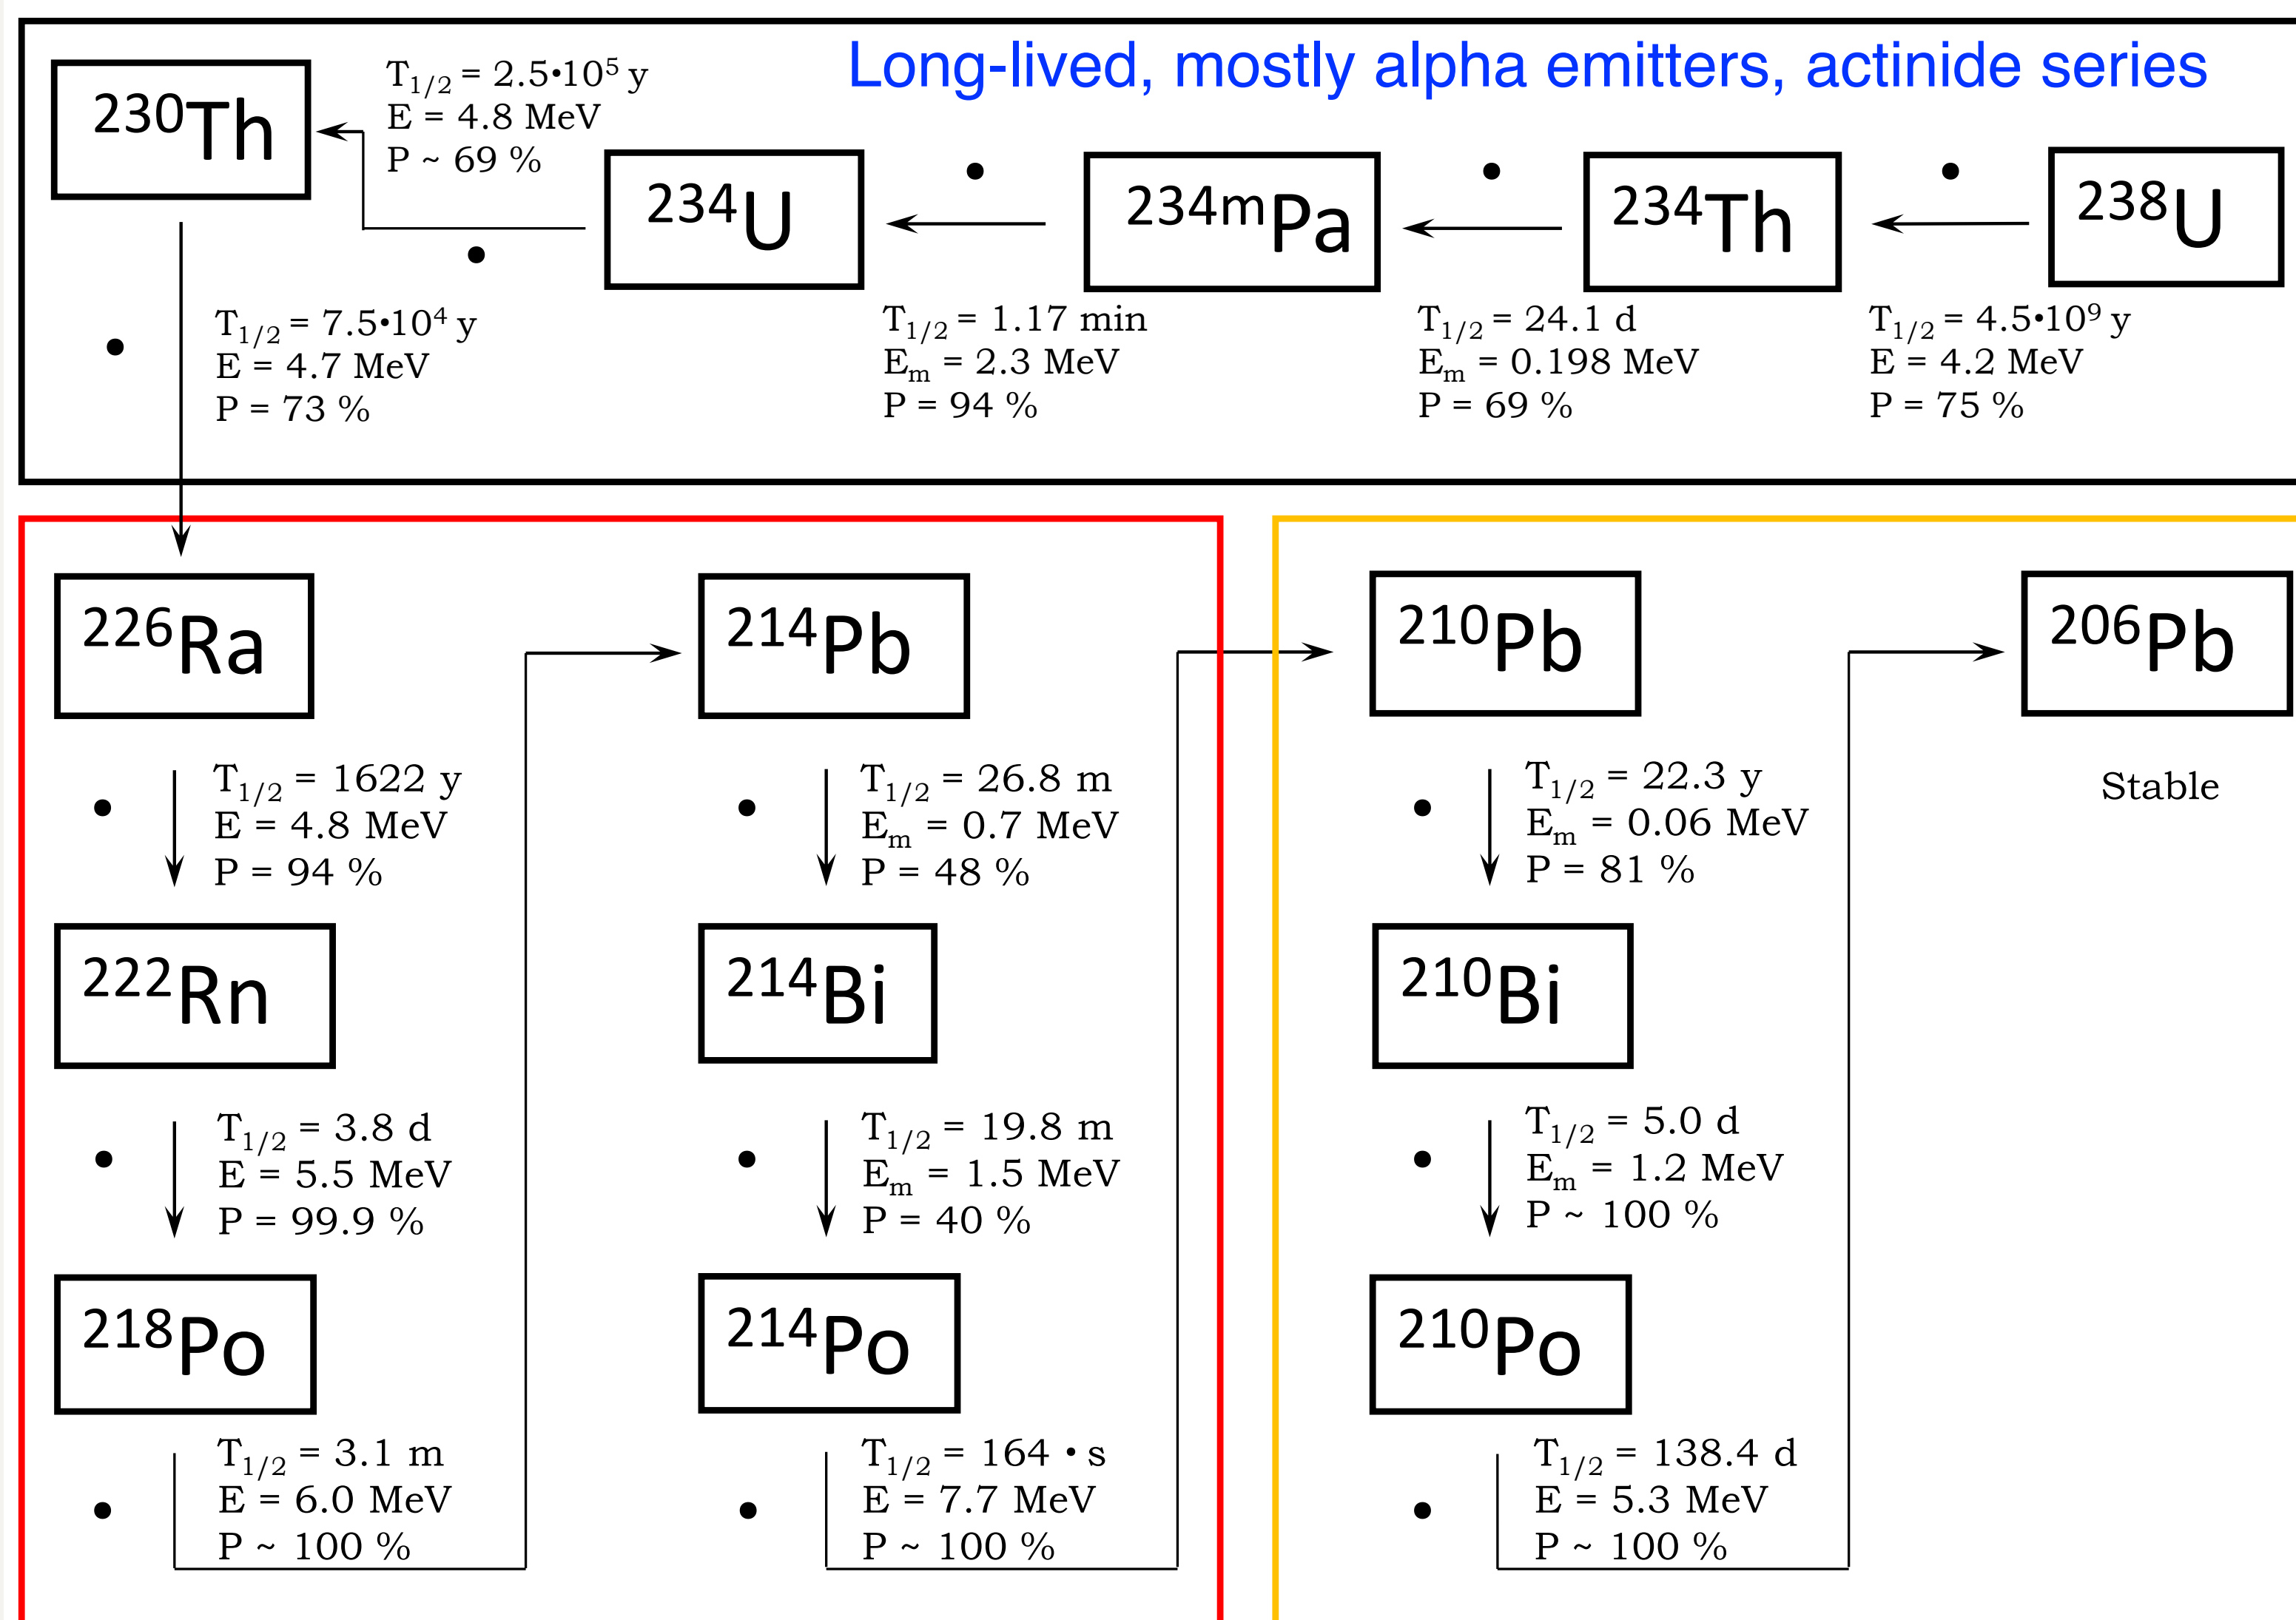 Long-lived, mostly alpha emitters, actinide series
²³⁸U
T₁/₂ = 4.5•10⁹ y
E = 4.2 MeV
P = 75 %
²³⁴Th
T₁/₂ = 24.1 d
Eₘ = 0.198 MeV
P = 69 %
²³⁴ᵐPa
T₁/₂ = 1.17 min
Eₘ = 2.3 MeV
P = 94 %
²³⁴U
T₁/₂ = 2.5•10⁵ y
E = 4.8 MeV
P ~ 69 %
²³⁰Th
T₁/₂ = 7.5•10⁴ y
E = 4.7 MeV
P = 73 %
²²⁶Ra
T₁/₂ = 1622 y
E = 4.8 MeV
P = 94 %
²²²Rn
T₁/₂ = 3.8 d
E = 5.5 MeV
P = 99.9 %
²¹⁸Po
T₁/₂ = 3.1 m
E = 6.0 MeV
P ~ 100 %
²¹⁴Pb
T₁/₂ = 26.8 m
Eₘ = 0.7 MeV
P = 48 %
²¹⁴Bi
T₁/₂ = 19.8 m
Eₘ = 1.5 MeV
P = 40 %
²¹⁴Po
T₁/₂ = 164 • s
E = 7.7 MeV
P ~ 100 %
²¹⁰Pb
T₁/₂ = 22.3 y
Eₘ = 0.06 MeV
P = 81 %
²¹⁰Bi
T₁/₂ = 5.0 d
Eₘ = 1.2 MeV
P ~ 100 %
²¹⁰Po
T₁/₂ = 138.4 d
E = 5.3 MeV
P ~ 100 %
²⁰⁶Pb
Stable